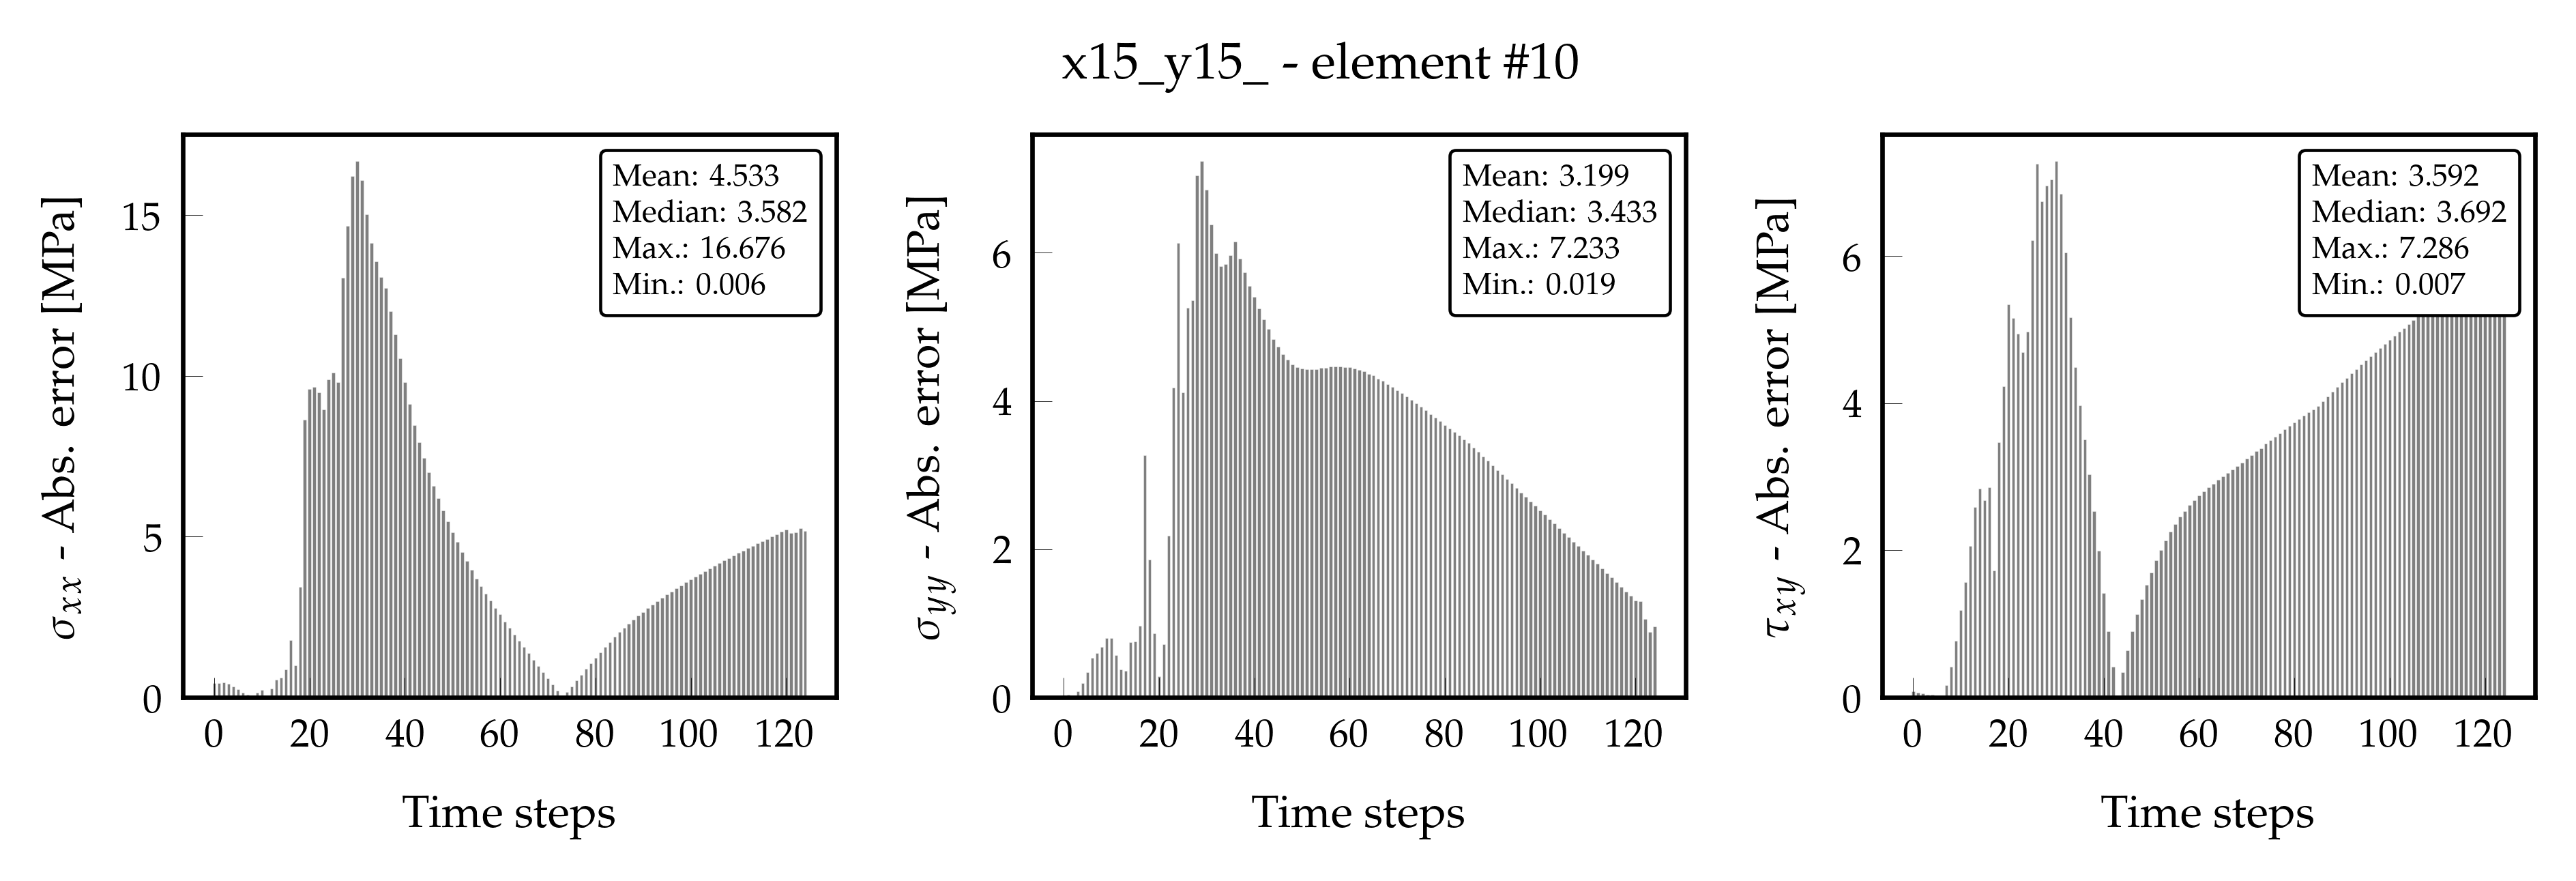 x15_y15_ - element #10
σxx - Abs. error [MPa]
15
10
5
0
0 20 40 60 80 100 120
Time steps
Mean: 4.533
Median: 3.582
Max.: 16.676
Min.: 0.006
σyy - Abs. error [MPa]
6
4
2
0
0 20 40 60 80 100 120
Time steps
Mean: 3.199
Median: 3.433
Max.: 7.233
Min.: 0.019
τxy - Abs. error [MPa]
6
4
2
0
0 20 40 60 80 100 120
Time steps
Mean: 3.592
Median: 3.692
Max.: 7.286
Min.: 0.007